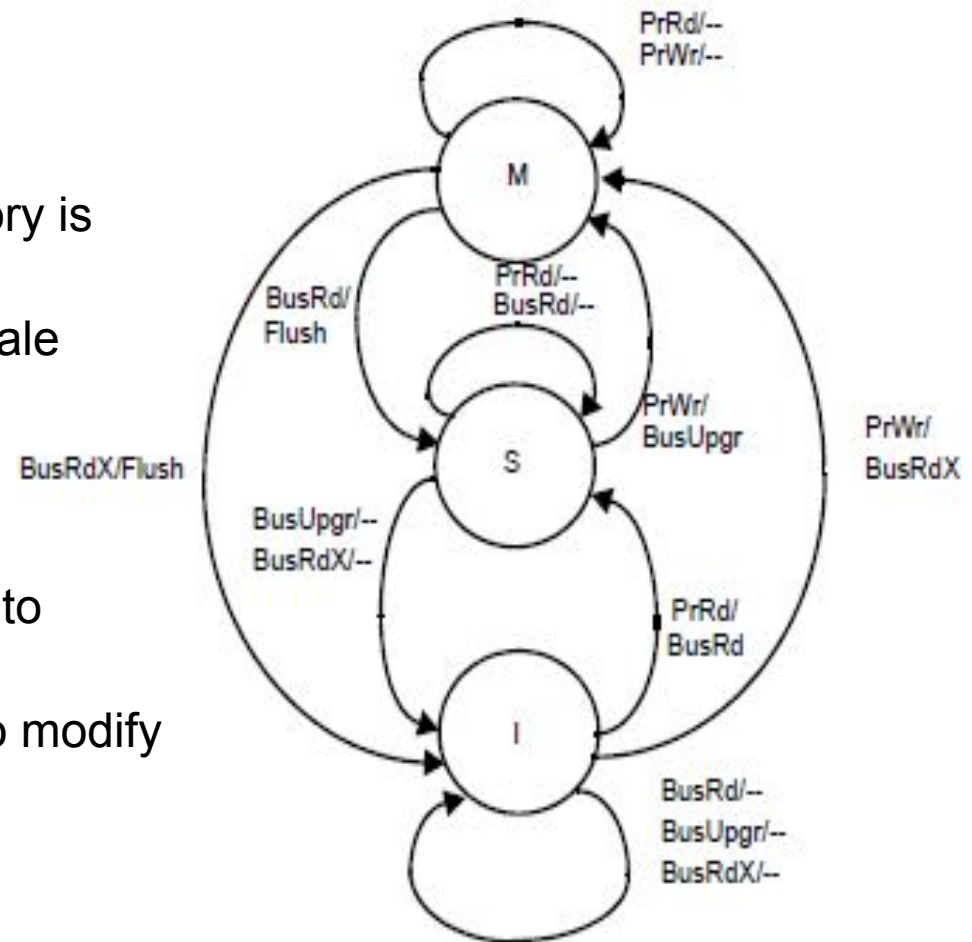 PrRd/--
PrWr/--
M
ory is
BusRd/
Flush
PrRd/--
BusRd/--
ale
PrWr/
BusUpgr
PrWr/
BusRdX
S
BusRdX/Flush
BusUpgr/--
BusRdX/--
to
PrRd/
BusRd
o modify
I
BusRd/--
BusUpgr/--
BusRdX/--